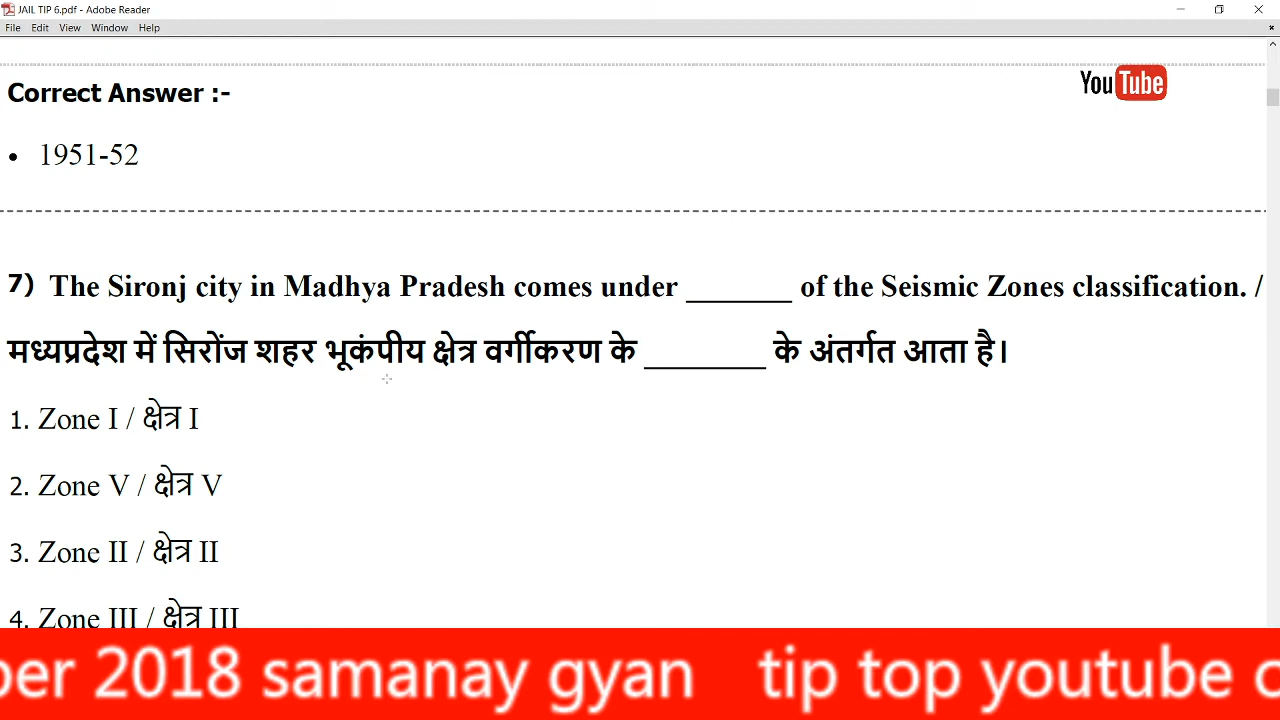 JAIL TIP 6.pdf - Adobe Reader
File Edit View Window Help
YouTube
Correct Answer :-
• 1951-52
7) The Sironj city in Madhya Pradesh comes under _______ of the Seismic Zones classification. /
मध्यप्रदेश में सिरोंज शहर भूकंपीय क्षेत्र वर्गीकरण के ________ के अंतर्गत आता है।
1. Zone I / क्षेत्र I
2. Zone V / क्षेत्र V
3. Zone II / क्षेत्र II
4. Zone III / क्षेत्र III
2018 samanay gyan tip top youtube